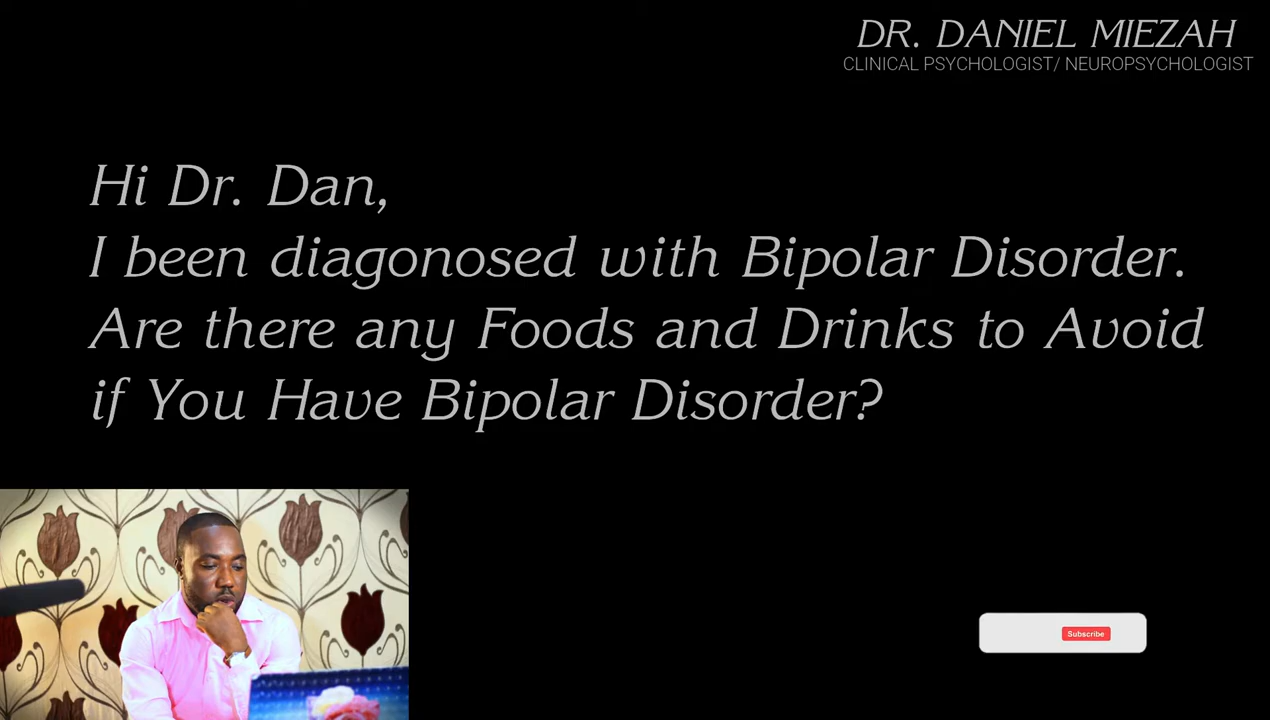 DR. DANIEL MIEZAH
CLINICAL PSYCHOLOGIST/ NEUROPSYCHOLOGIST
Hi Dr. Dan,
I been diagonosed with Bipolar Disorder.
Are there any Foods and Drinks to Avoid
if You Have Bipolar Disorder?
Subscribe